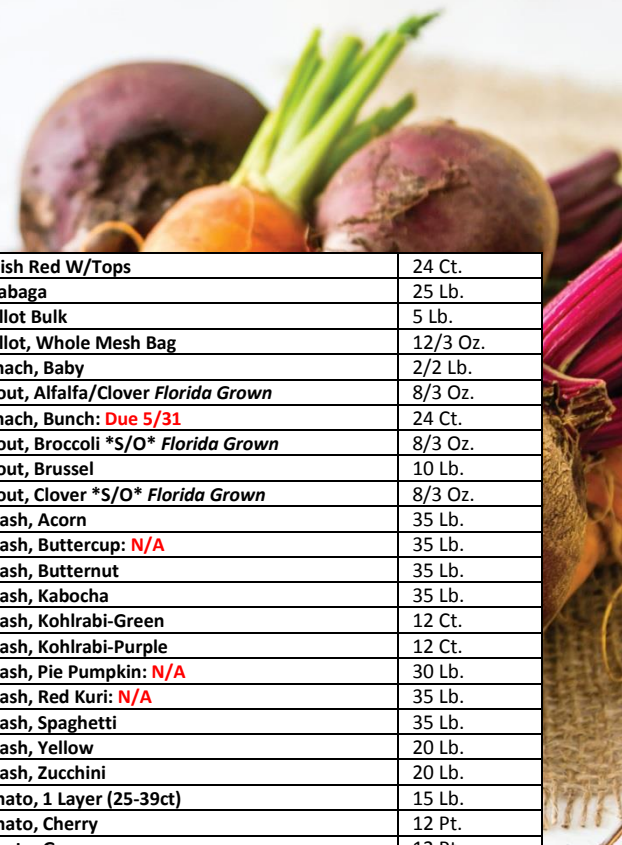 ish Red W/Tops 24 Ct.
abaga 25 Lb.
llot Bulk 5 Lb.
llot, Whole Mesh Bag 12/3 Oz.
nach, Baby 2/2 Lb.
out, Alfalfa/Clover Florida Grown 8/3 Oz.
nach, Bunch: Due 5/31 24 Ct.
out, Broccoli *S/O* Florida Grown 8/3 Oz.
out, Brussel 10 Lb.
out, Clover *S/O* Florida Grown 8/3 Oz.
ash, Acorn 35 Lb.
ash, Buttercup: N/A 35 Lb.
ash, Butternut 35 Lb.
ash, Kabocha 35 Lb.
ash, Kohlrabi-Green 12 Ct.
ash, Kohlrabi-Purple 12 Ct.
ash, Pie Pumpkin: N/A 30 Lb.
ash, Red Kuri: N/A 35 Lb.
ash, Spaghetti 35 Lb.
ash, Yellow 20 Lb.
ash, Zucchini 20 Lb.
nato, 1 Layer (25-39ct) 15 Lb.
nato, Cherry 12 Pt.